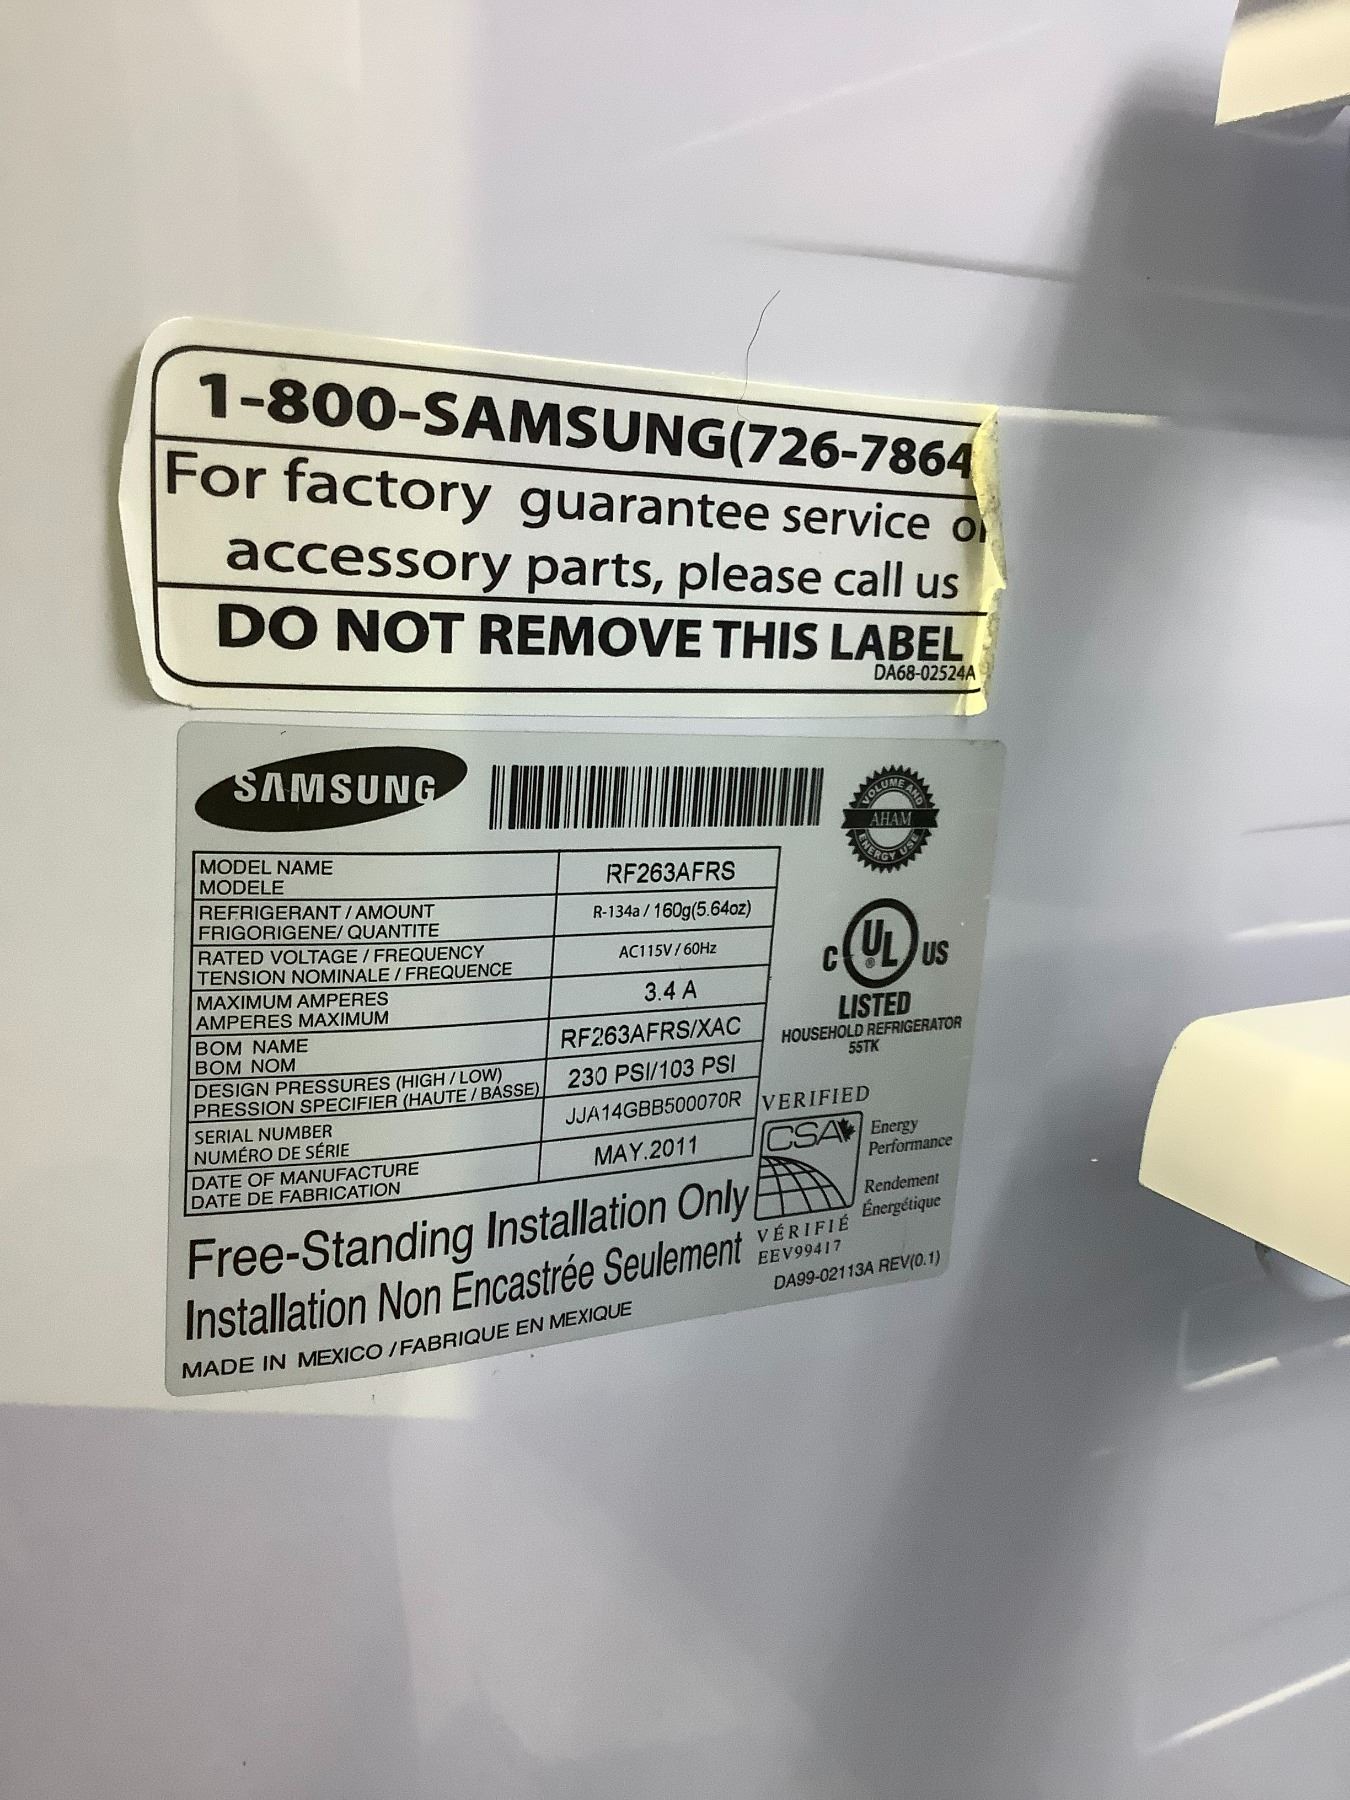 1-800-SAMSUNG(726-7864
For factory guarantee service or
accessory parts, please call us
DO NOT REMOVE THIS LABEL
DA68-02524A
SAMSUNG
VOLUME AND
AHAM
ENERGY USE
MODEL NAME
MODELE
RF263AFRS
REFRIGERANT / AMOUNT
FRIGORIGENE/ QUANTITE
R-134a / 160g(5.64oz)
RATED VOLTAGE / FREQUENCY
TENSION NOMINALE / FREQUENCE
AC115V / 60Hz
MAXIMUM AMPERES
AMPERES MAXIMUM
3.4 A
BOM NAME
BOM NOM
RF263AFRS/XAC
DESIGN PRESSURES (HIGH / LOW)
PRESSION SPECIFIER (HAUTE / BASSE)
230 PSI/103 PSI
SERIAL NUMBER
NUMÉRO DE SÉRIE
JJA14GBB500070R
DATE OF MANUFACTURE
DATE DE FABRICATION
MAY.2011
C UL ® US
LISTED
HOUSEHOLD REFRIGERATOR
55TK
VERIFIED
CSA
Energy
Performance
Rendement
Énergétique
VÉRIFIÉ
EEV99417
DA99-02113A REV(0.1)
Free-Standing Installation Only
Installation Non Encastrée Seulement
MADE IN MEXICO / FABRIQUE EN MEXIQUE